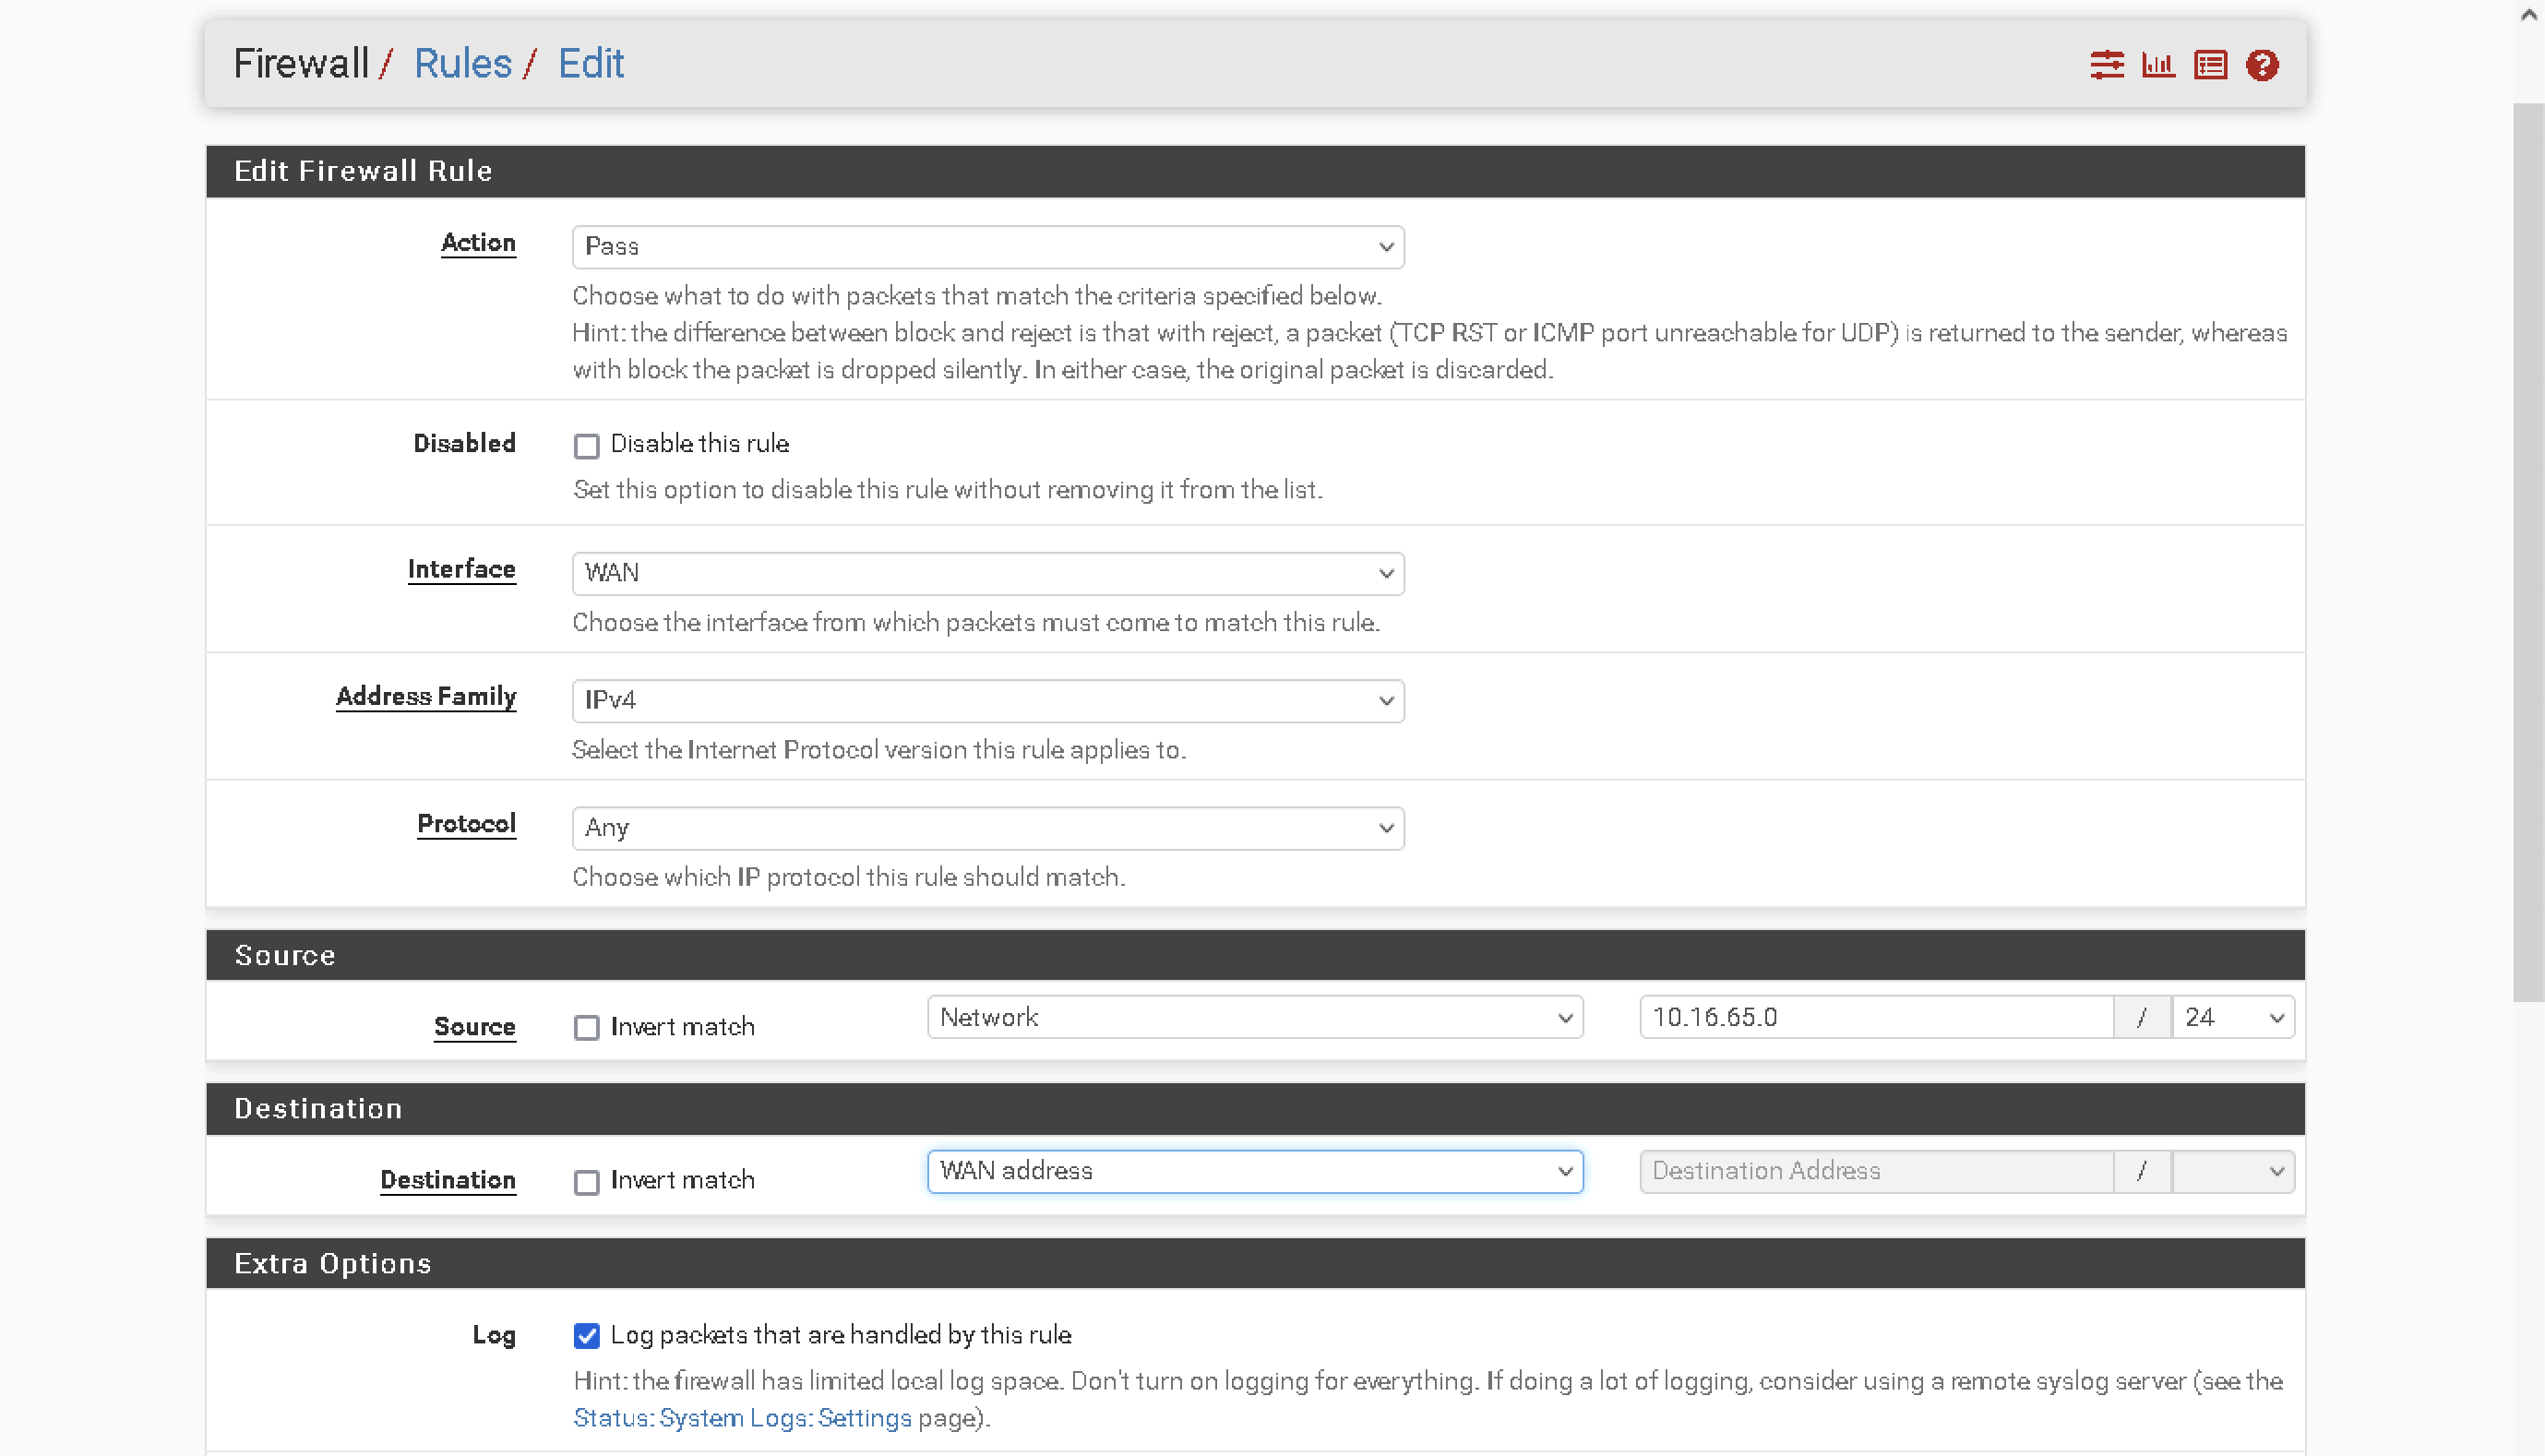 Firewall / Rules / Edit
Edit Firewall Rule
Action
Pass
Choose what to do with packets that match the criteria specified below.
Hint: the difference between block and reject is that with reject, a packet (TCP RST or ICMP port unreachable for UDP) is returned to the sender, whereas
with block the packet is dropped silently. In either case, the original packet is discarded.
Disabled
Disable this rule
Set this option to disable this rule without removing it from the list.
Interface
WAN
Choose the interface from which packets must come to match this rule.
Address Family
IPv4
Select the Internet Protocol version this rule applies to.
Protocol
Any
Choose which IP protocol this rule should match.
Source
Source
Invert match
Network
10.16.65.0 / 24
Destination
Destination
Invert match
WAN address
Destination Address /
Extra Options
Log
Log packets that are handled by this rule
Hint: the firewall has limited local log space. Don't turn on logging for everything. If doing a lot of logging, consider using a remote syslog server (see the
Status: System Logs: Settings page).